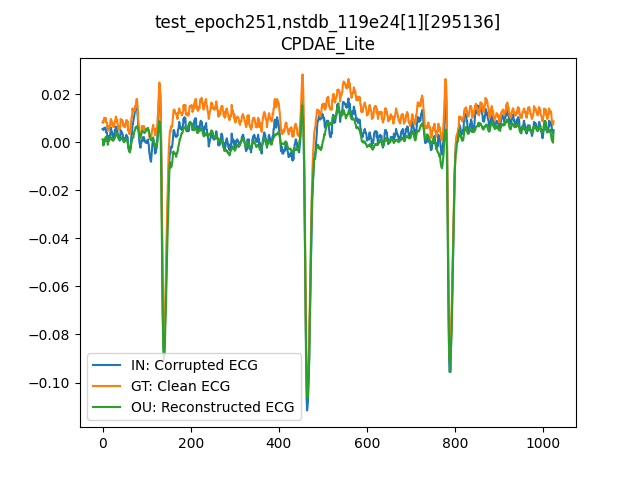 test_epoch251,nstdb_119e24[1][295136]
CPDAE_Lite
0.02
0.00
−0.02
−0.04
−0.06
−0.08
−0.10
IN: Corrupted ECG
GT: Clean ECG
OU: Reconstructed ECG
0 200 400 600 800 1000